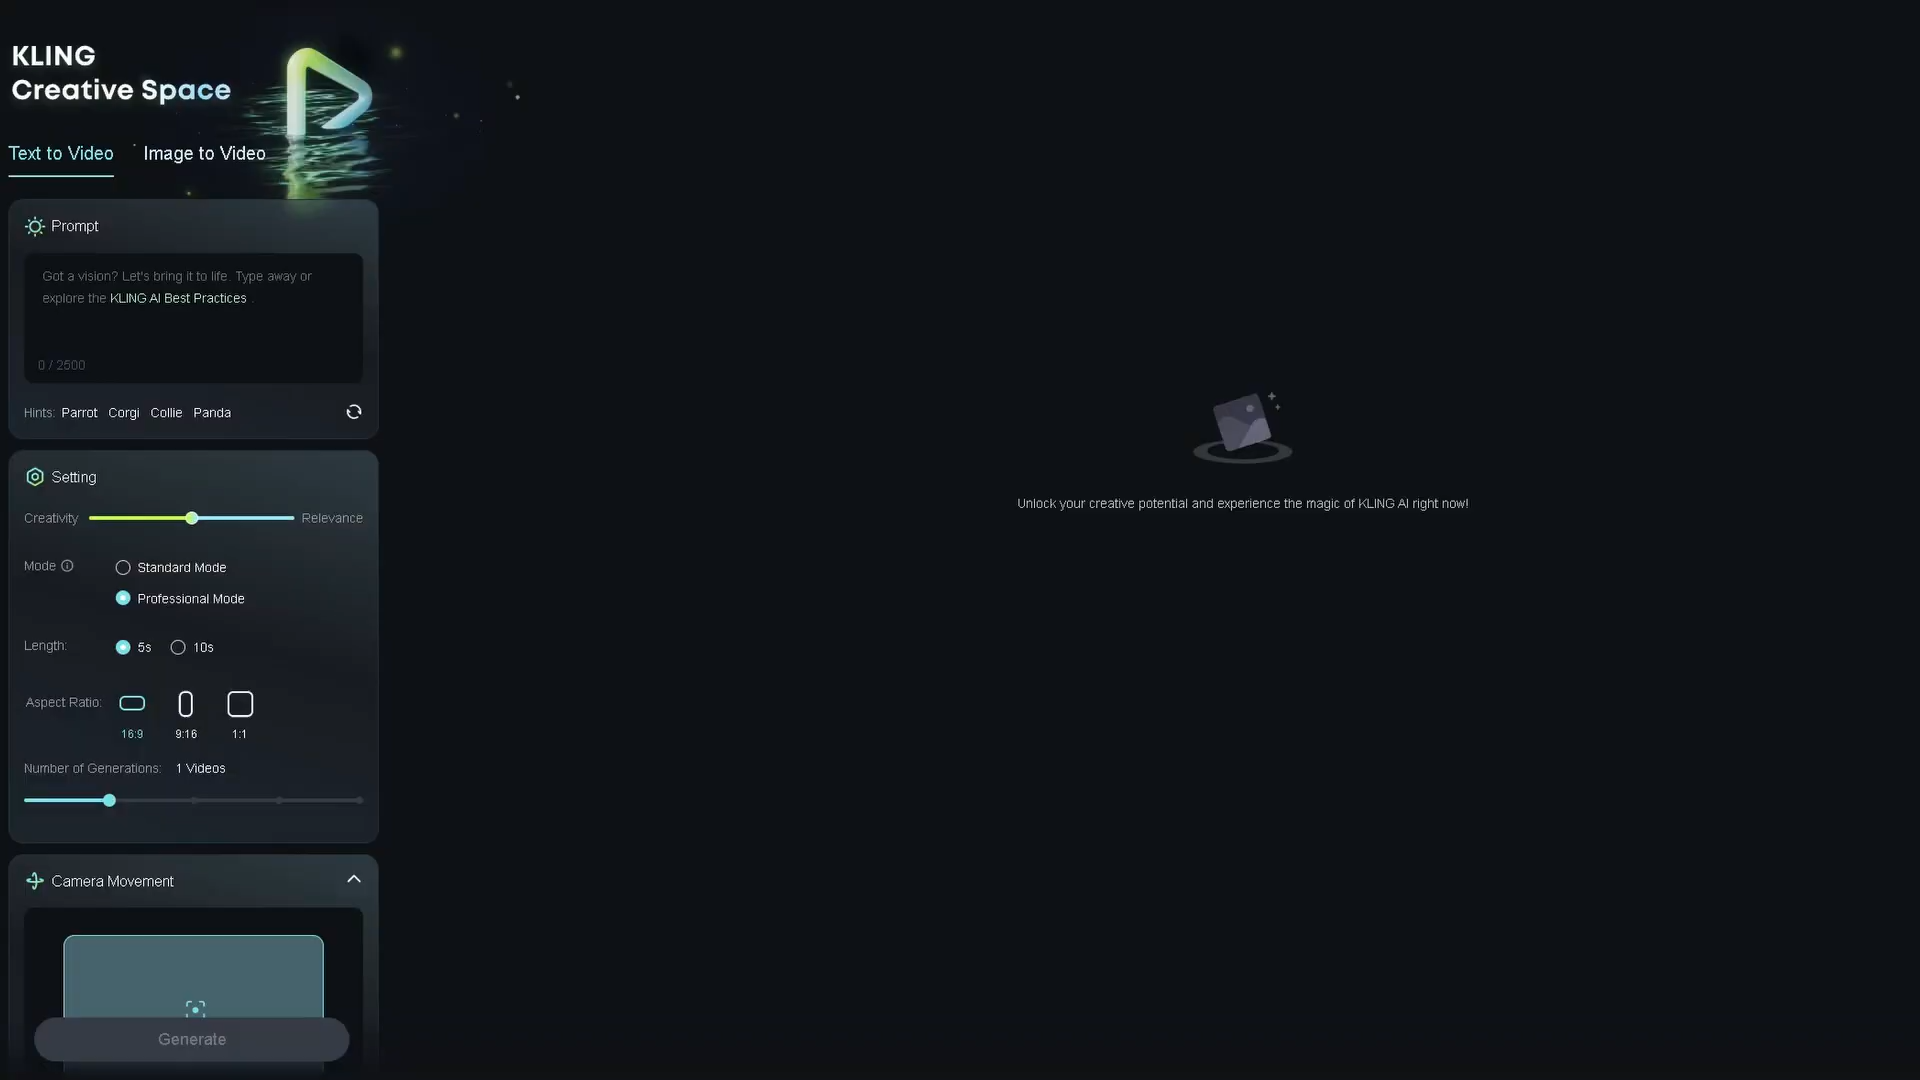 KLING
Creative Space
Text to Video Image to Video
Prompt
Got a vision? Let's bring it to life. Type away or
explore the KLING AI Best Practices .
0 / 2500
Hints: Parrot Corgi Collie Panda
Setting
Creativity Relevance
Mode
Standard Mode
Professional Mode
Length: 5s 10s
Aspect Ratio:
16:9 9:16 1:1
Number of Generations: 1 Videos
Camera Movement
Generate
Unlock your creative potential and experience the magic of KLING AI right now!